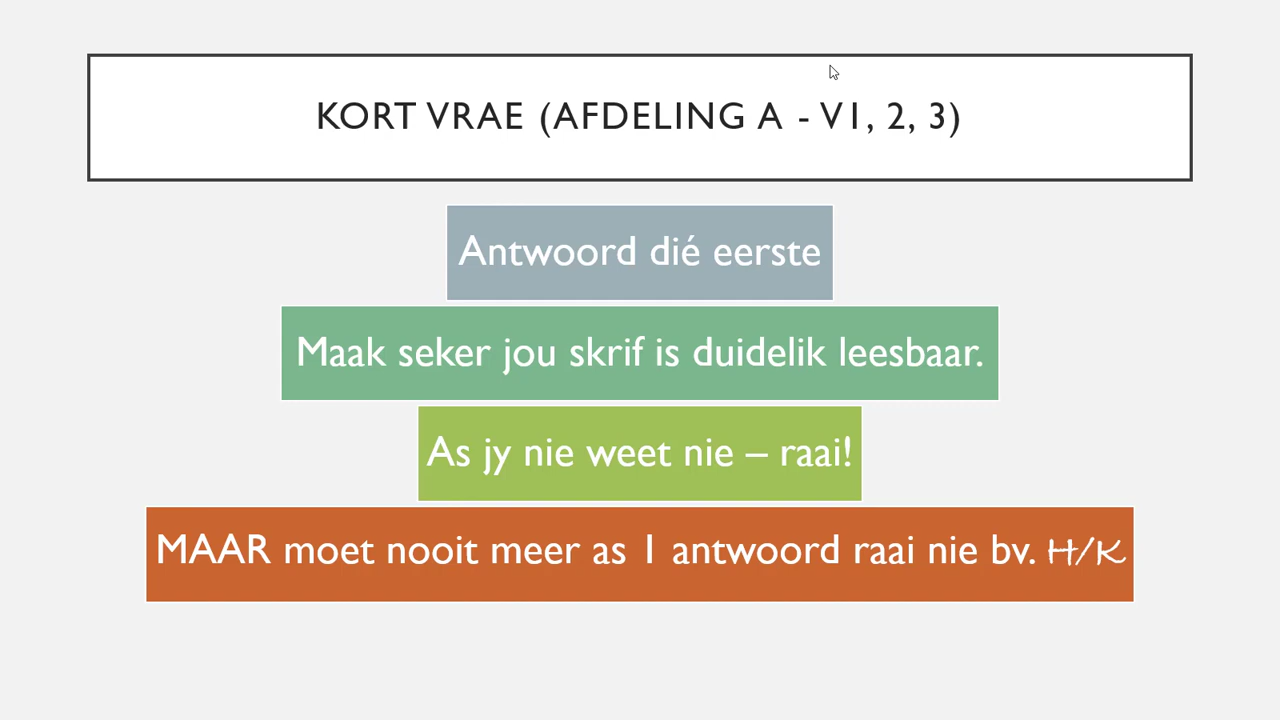 KORT VRAE (AFDELING A - V1, 2, 3)
Antwoord dié eerste
Maak seker jou skrif is duidelik leesbaar.
As jy nie weet nie – raai!
MAAR moet nooit meer as 1 antwoord raai nie bv. H/K